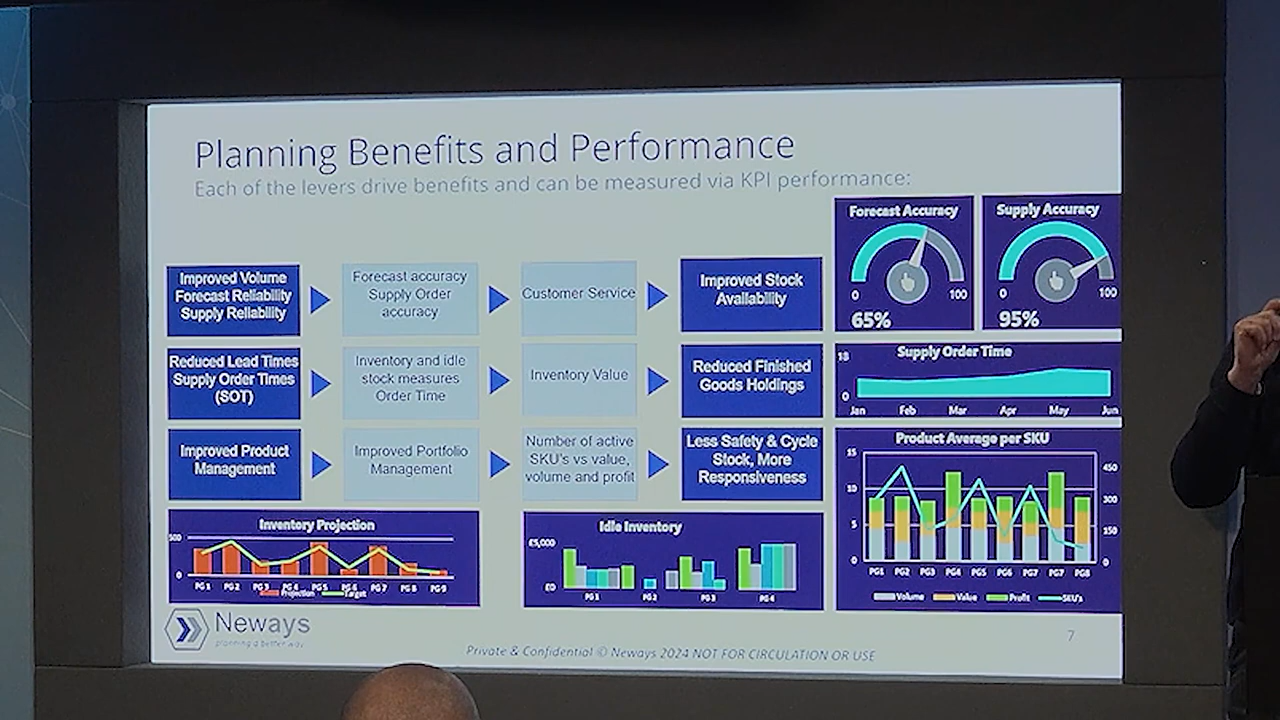 Planning Benefits and Performance
Each of the levers drive benefits and can be measured via KPI performance:
Improved Volume
Forecast Reliability
Supply Reliability
Forecast accuracy
Supply Order
accuracy
Customer Service
Improved Stock
Availability
Reduced Lead Times
Supply Order Times
(SOT)
Inventory and idle
stock measures
Order Time
Inventory Value
Reduced Finished
Goods Holdings
Improved Product
Management
Improved Portfolio
Management
Number of active
SKU's vs value,
volume and profit
Less Safety & Cycle
Stock, More
Responsiveness
Forecast Accuracy
0 100
65%
Supply Accuracy
0 100
95%
Supply Order Time
18
0
Jan Feb Mar Apr May Jun
Product Average per SKU
15
10
5
0
450
300
150
0
PG1 PG2 PG3 PG4 PG5 PG6 PG7 PG7 PG8
Volume Value Profit SKU's
Inventory Projection
500
0
PG1 PG2 PG3 PG4 PG5 PG6 PG7 PG8 PG9
Projection Target
Idle Inventory
£5,000
£0
PG1 PG2 PG3 PG4
Neways
planning a better way
Private & Confidential © Neways 2024 NOT FOR CIRCULATION OR USE
7